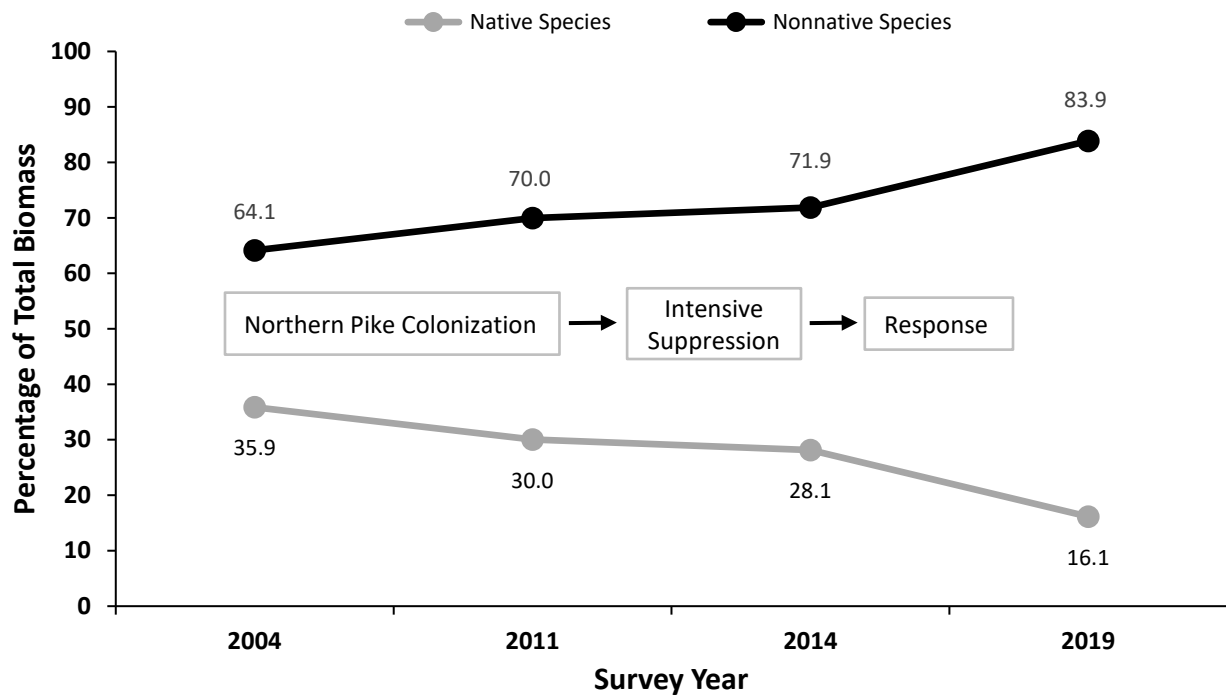 Native Species
Nonnative Species
100
90
80
70
60
50
40
30
20
10
0
Percentage of Total Biomass
64.1
70.0
71.9
83.9
Northern Pike Colonization
Intensive
Suppression
Response
35.9
30.0
28.1
16.1
2004
2011
2014
2019
Survey Year